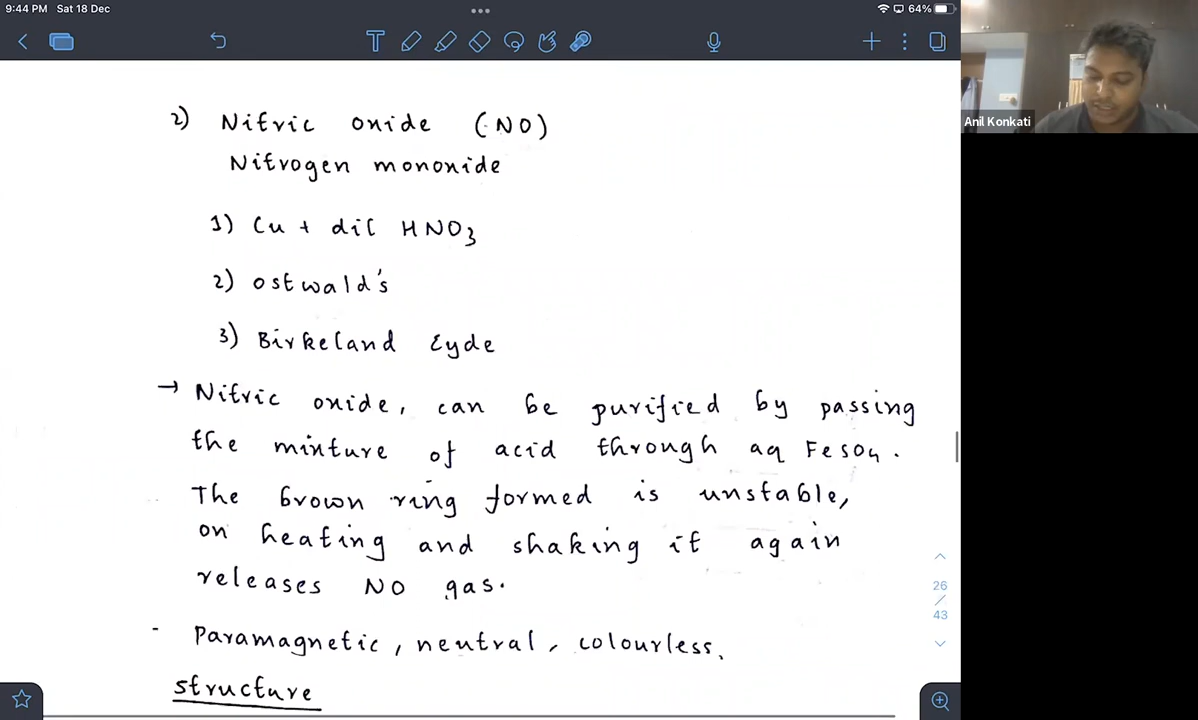 9:44 PM Sat 18 Dec
64%
T
Anil Konkati
2) Nitric oxide (NO)
Nitrogen monoxide
1) Cu + dil HNO3
2) Ostwald's
3) Birkeland Eyde
→ Nitric oxide, can be purified by passing
the mixture of acid through aq FeSO4.
The brown ring formed is unstable,
on heating and shaking it again
releases NO gas.
- Paramagnetic, neutral, colourless.
structure
26
/
43